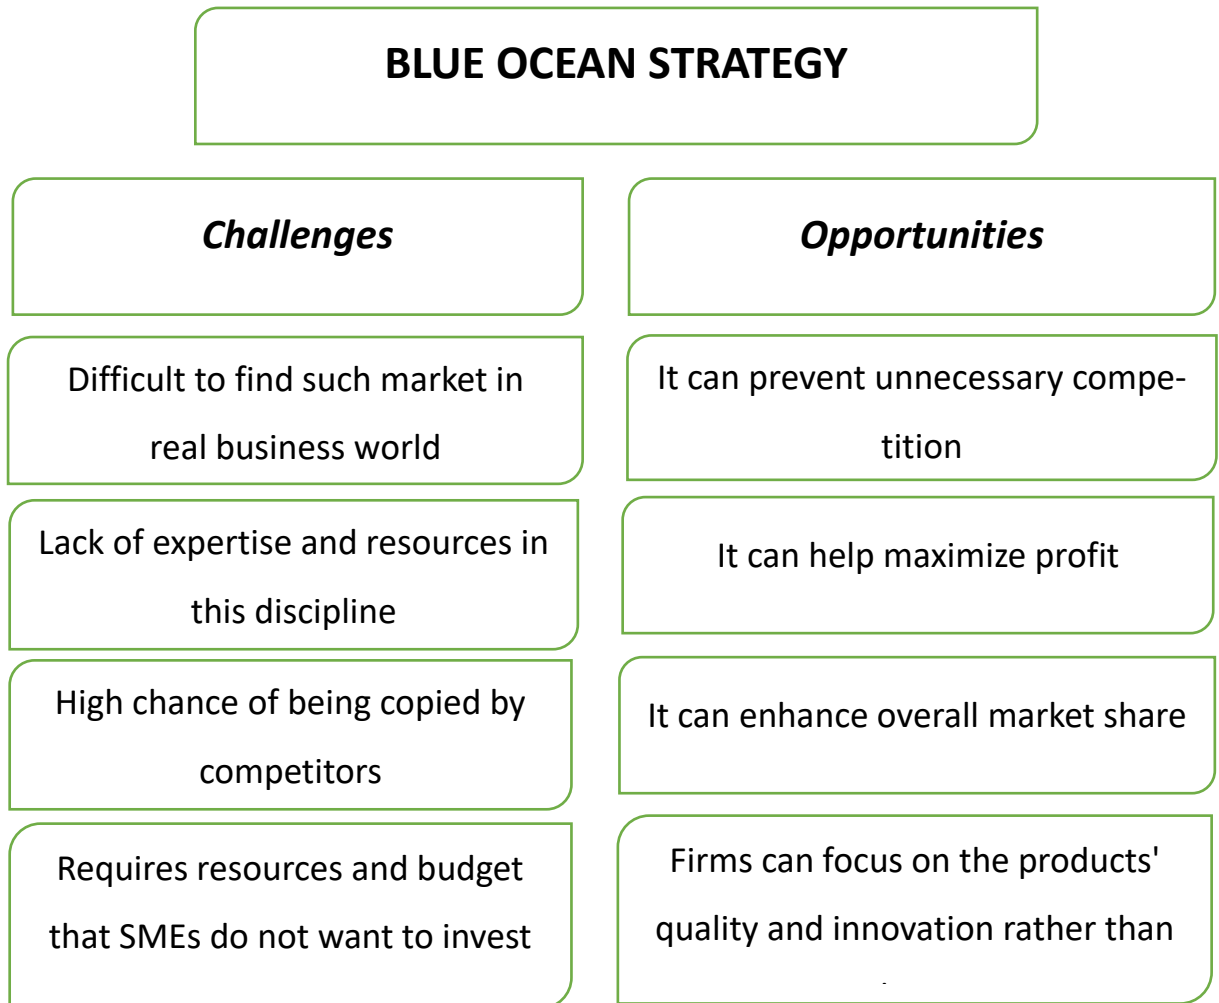 BLUE OCEAN STRATEGY
Challenges
Difficult to find such market in
real business world
Lack of expertise and resources in
this discipline
High chance of being copied by
competitors
Requires resources and budget
that SMEs do not want to invest
Opportunities
It can prevent unnecessary compe-
tition
It can help maximize profit
It can enhance overall market share
Firms can focus on the products'
quality and innovation rather than